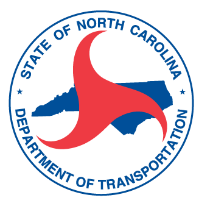 STATE OF NORTH CAROLINA
DEPARTMENT OF TRANSPORTATION